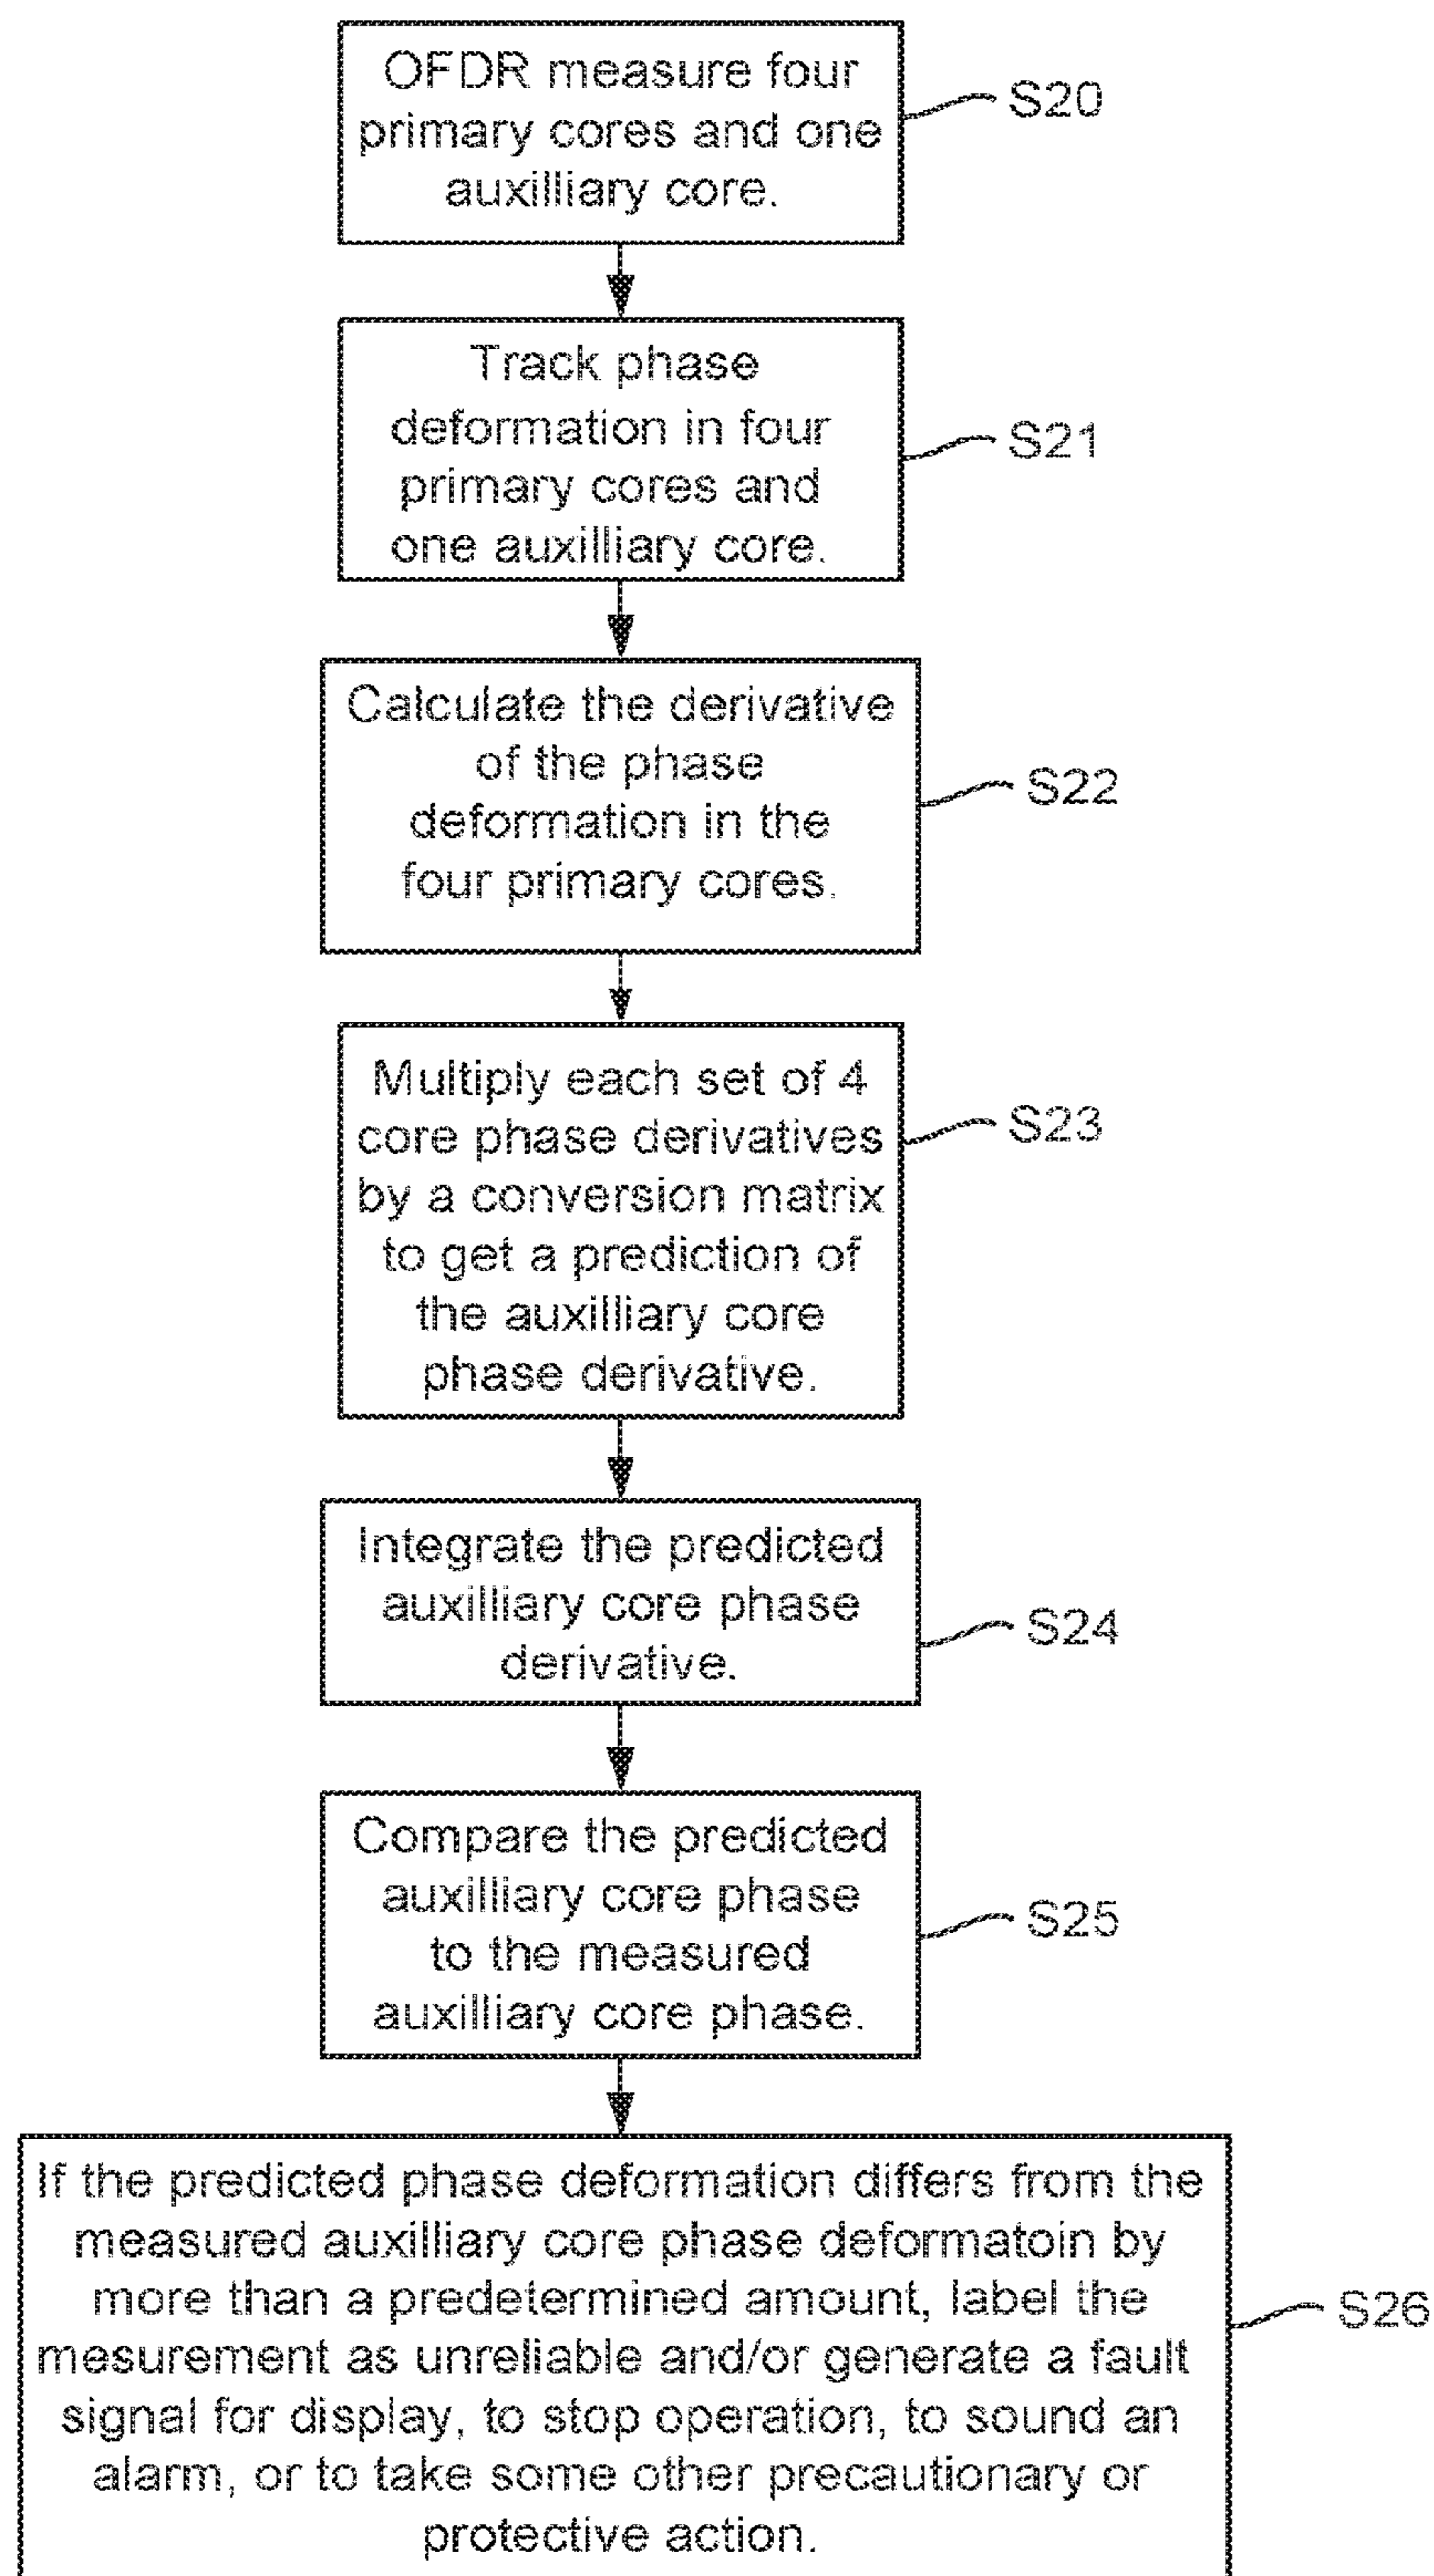 OFDR measure four
primary cores and one
auxilliary core.
S20
Track phase
deformation in four
primary cores and
one auxilliary core.
S21
Calculate the derivative
of the phase
deformation in the
four primary cores.
S22
Multiply each set of 4
core phase derivatives
by a conversion matrix
to get a prediction of
the auxilliary core
phase derivative.
S23
Integrate the predicted
auxilliary core phase
derivative.
S24
Compare the predicted
auxilliary core phase
to the measured
auxilliary core phase.
S25
If the predicted phase deformation differs from the
measured auxilliary core phase deformatoin by
more than a predetermined amount, label the
mesurement as unreliable and/or generate a fault
signal for display, to stop operation, to sound an
alarm, or to take some other precautionary or
protective action.
S26